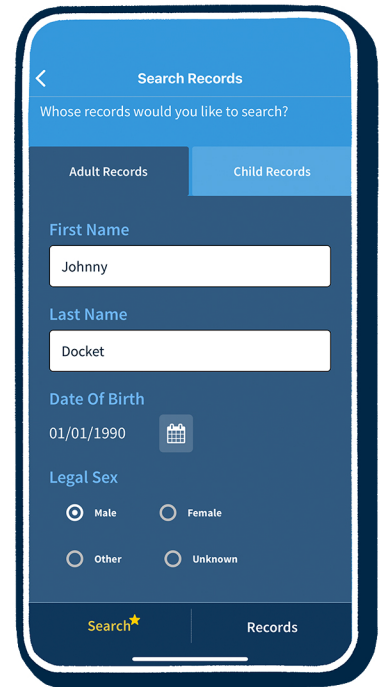 Search Records
Whose records would you like to search?
Adult Records
Child Records
First Name
Johnny
Last Name
Docket
Date Of Birth
01/01/1990
Legal Sex
Male
Female
Other
Unknown
Search
Records